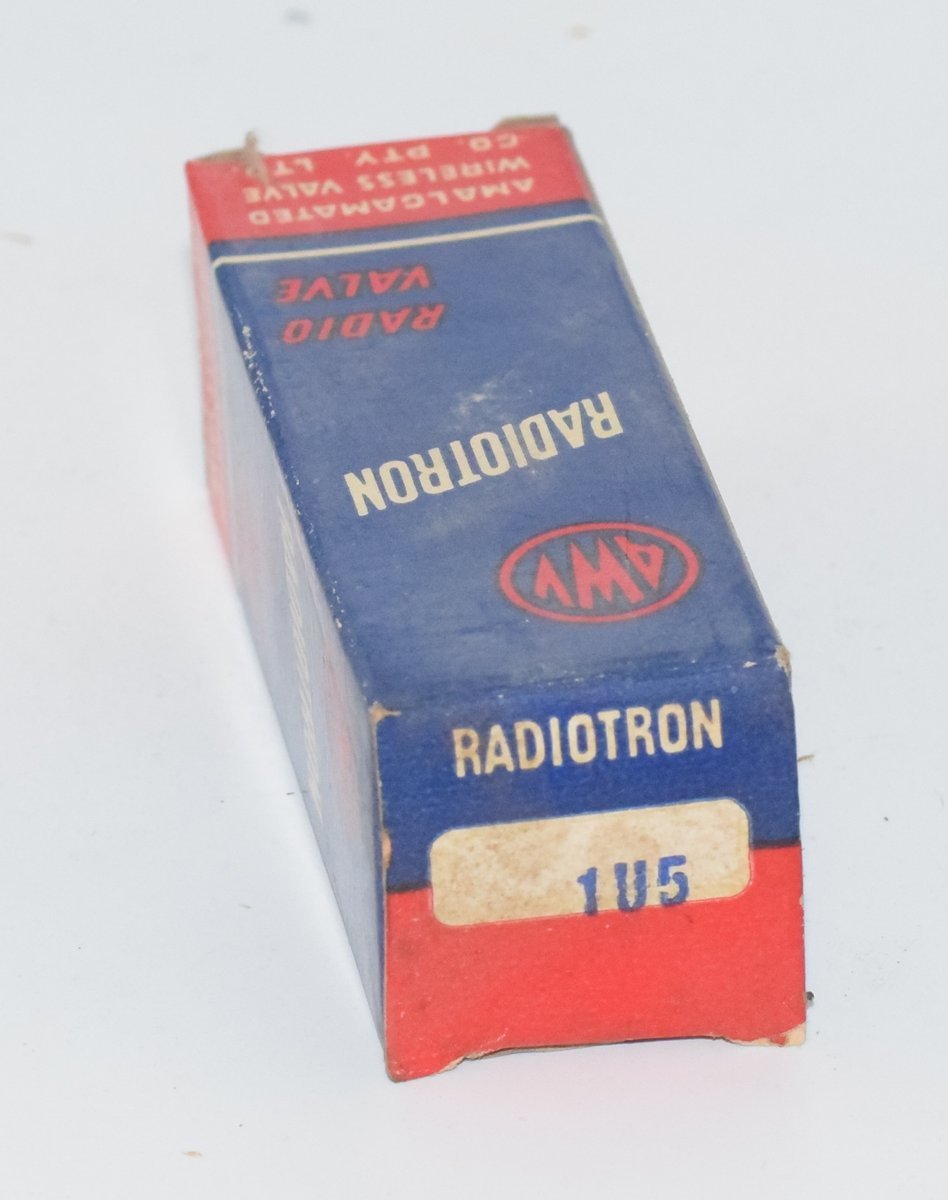 RADIOTRON
1U5
AWV
RADIOTRON
RADIO
VALVE
AMALGAMATED
WIRELESS VALVE
CO. PTY. LTD